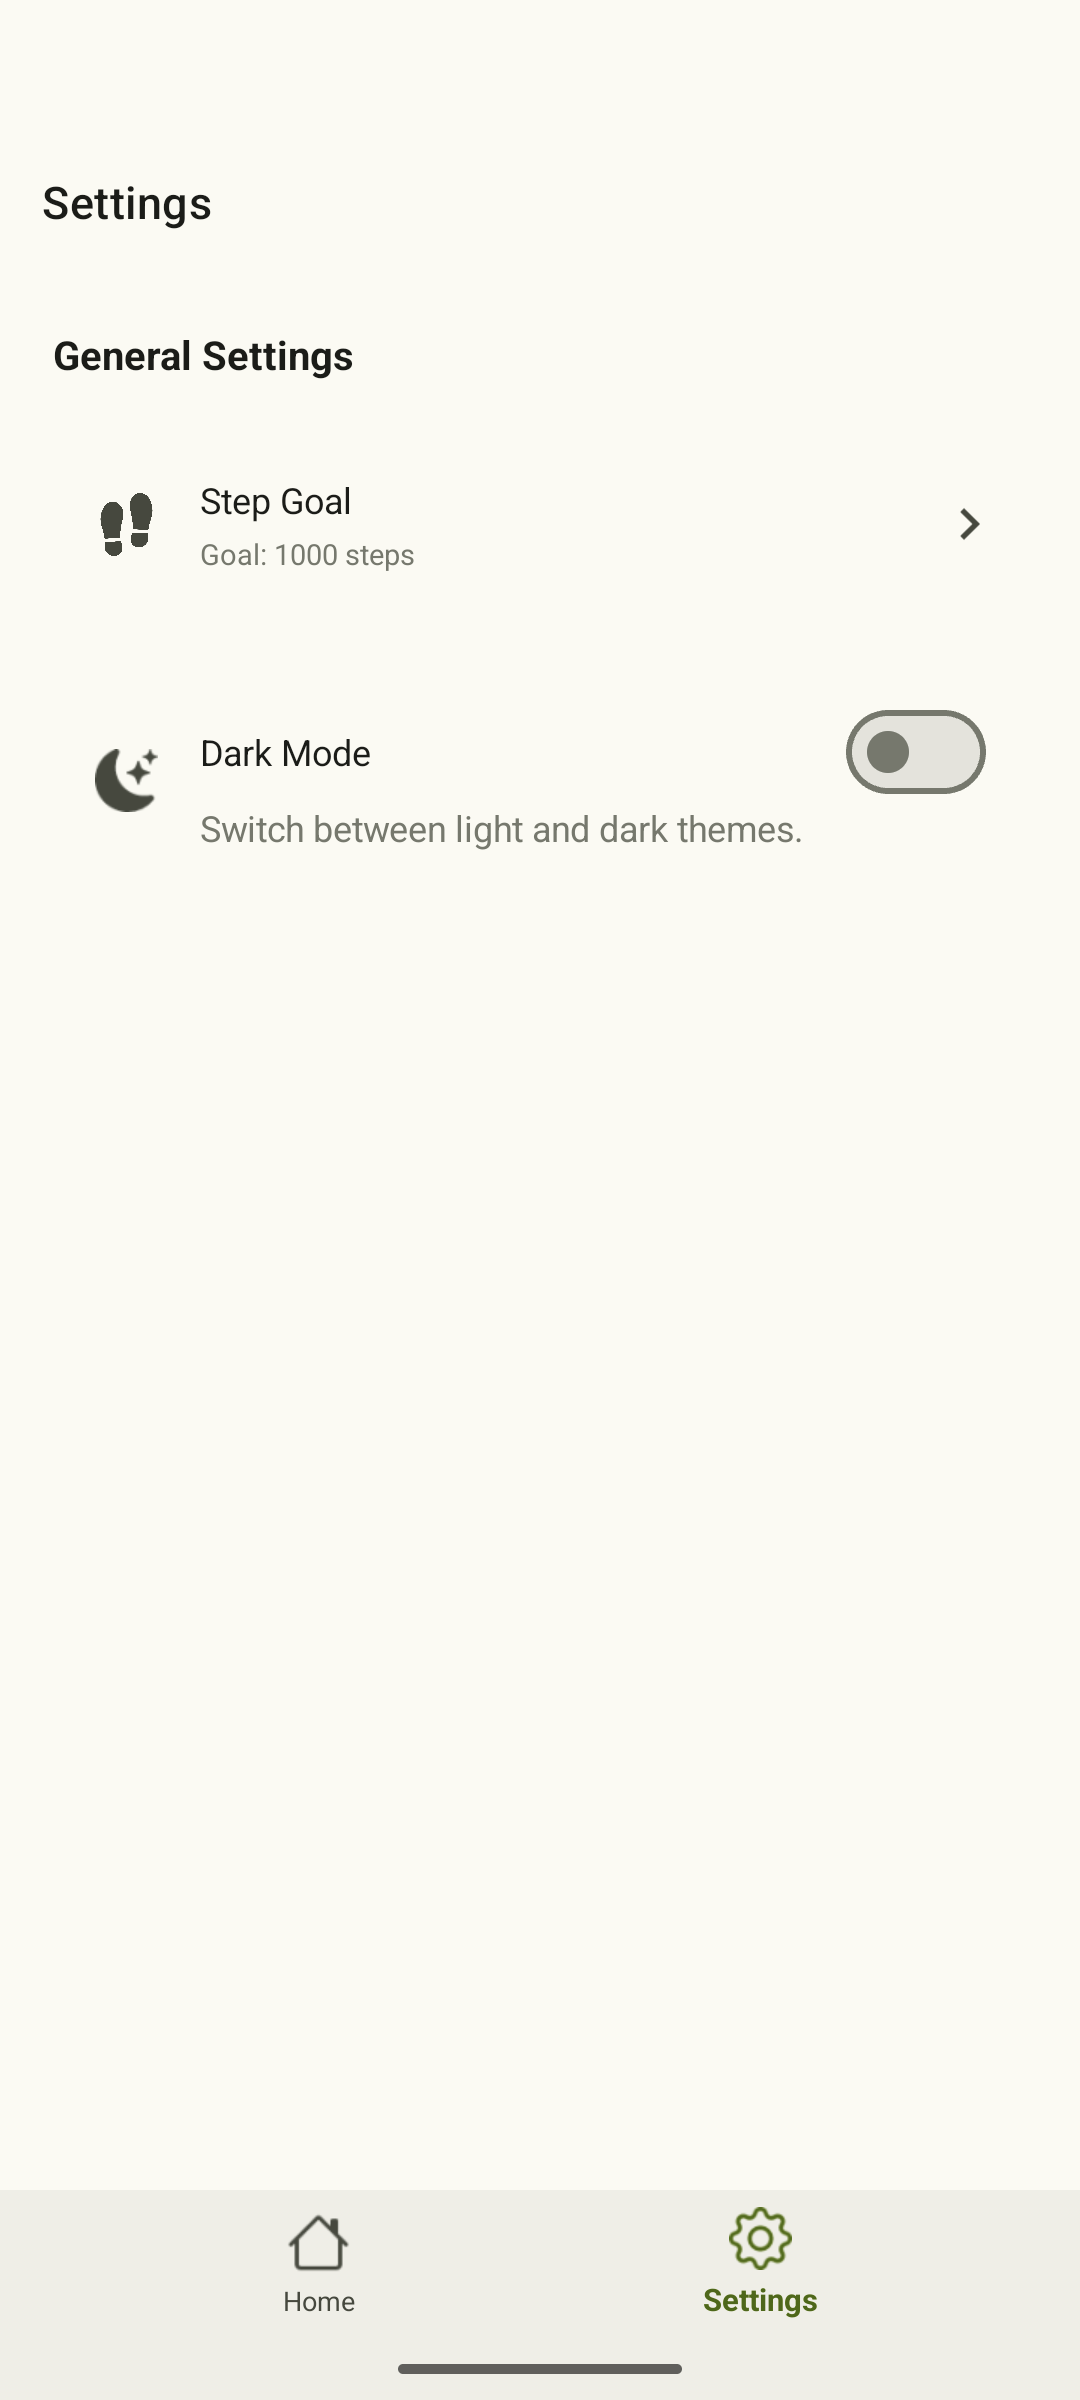 Settings
General Settings
Step Goal
Goal: 1000 steps
Dark Mode
Switch between light and dark themes.
Home
Settings